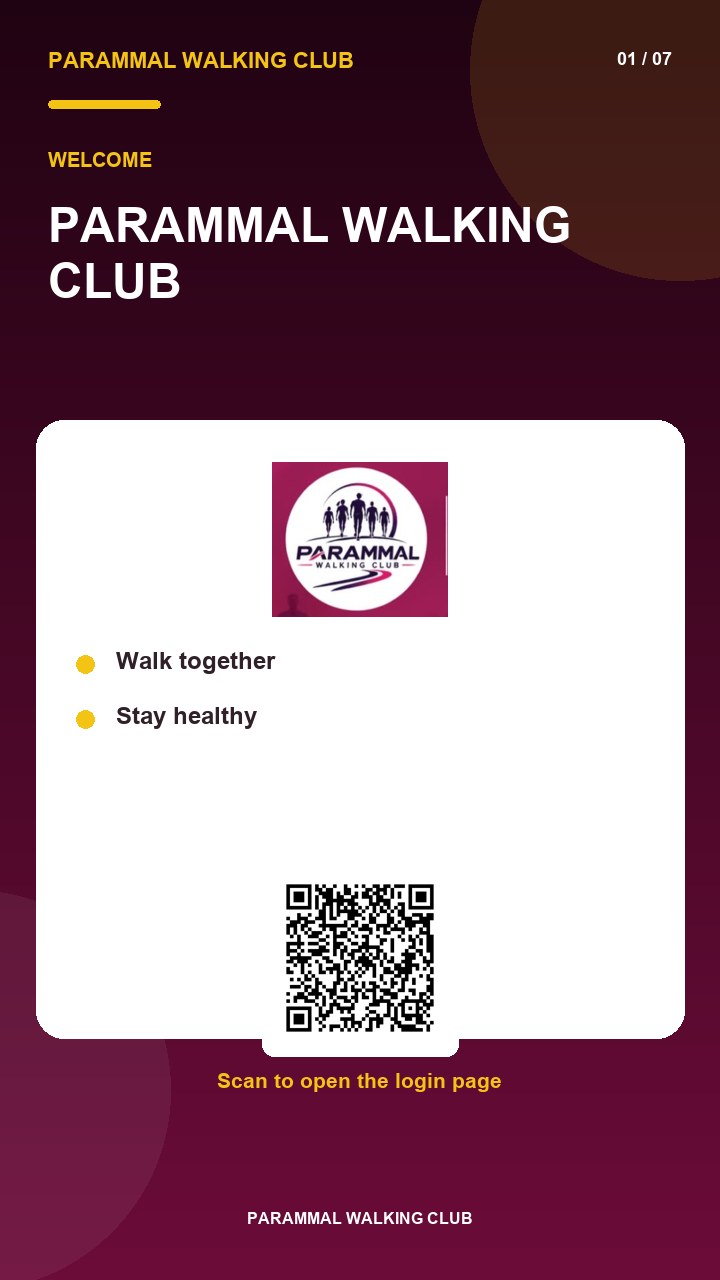 PARAMMAL WALKING CLUB
01 / 07
WELCOME
PARAMMAL WALKING
CLUB
PARAMMAL
WALKING CLUB
Walk together
Stay healthy
Scan to open the login page
PARAMMAL WALKING CLUB